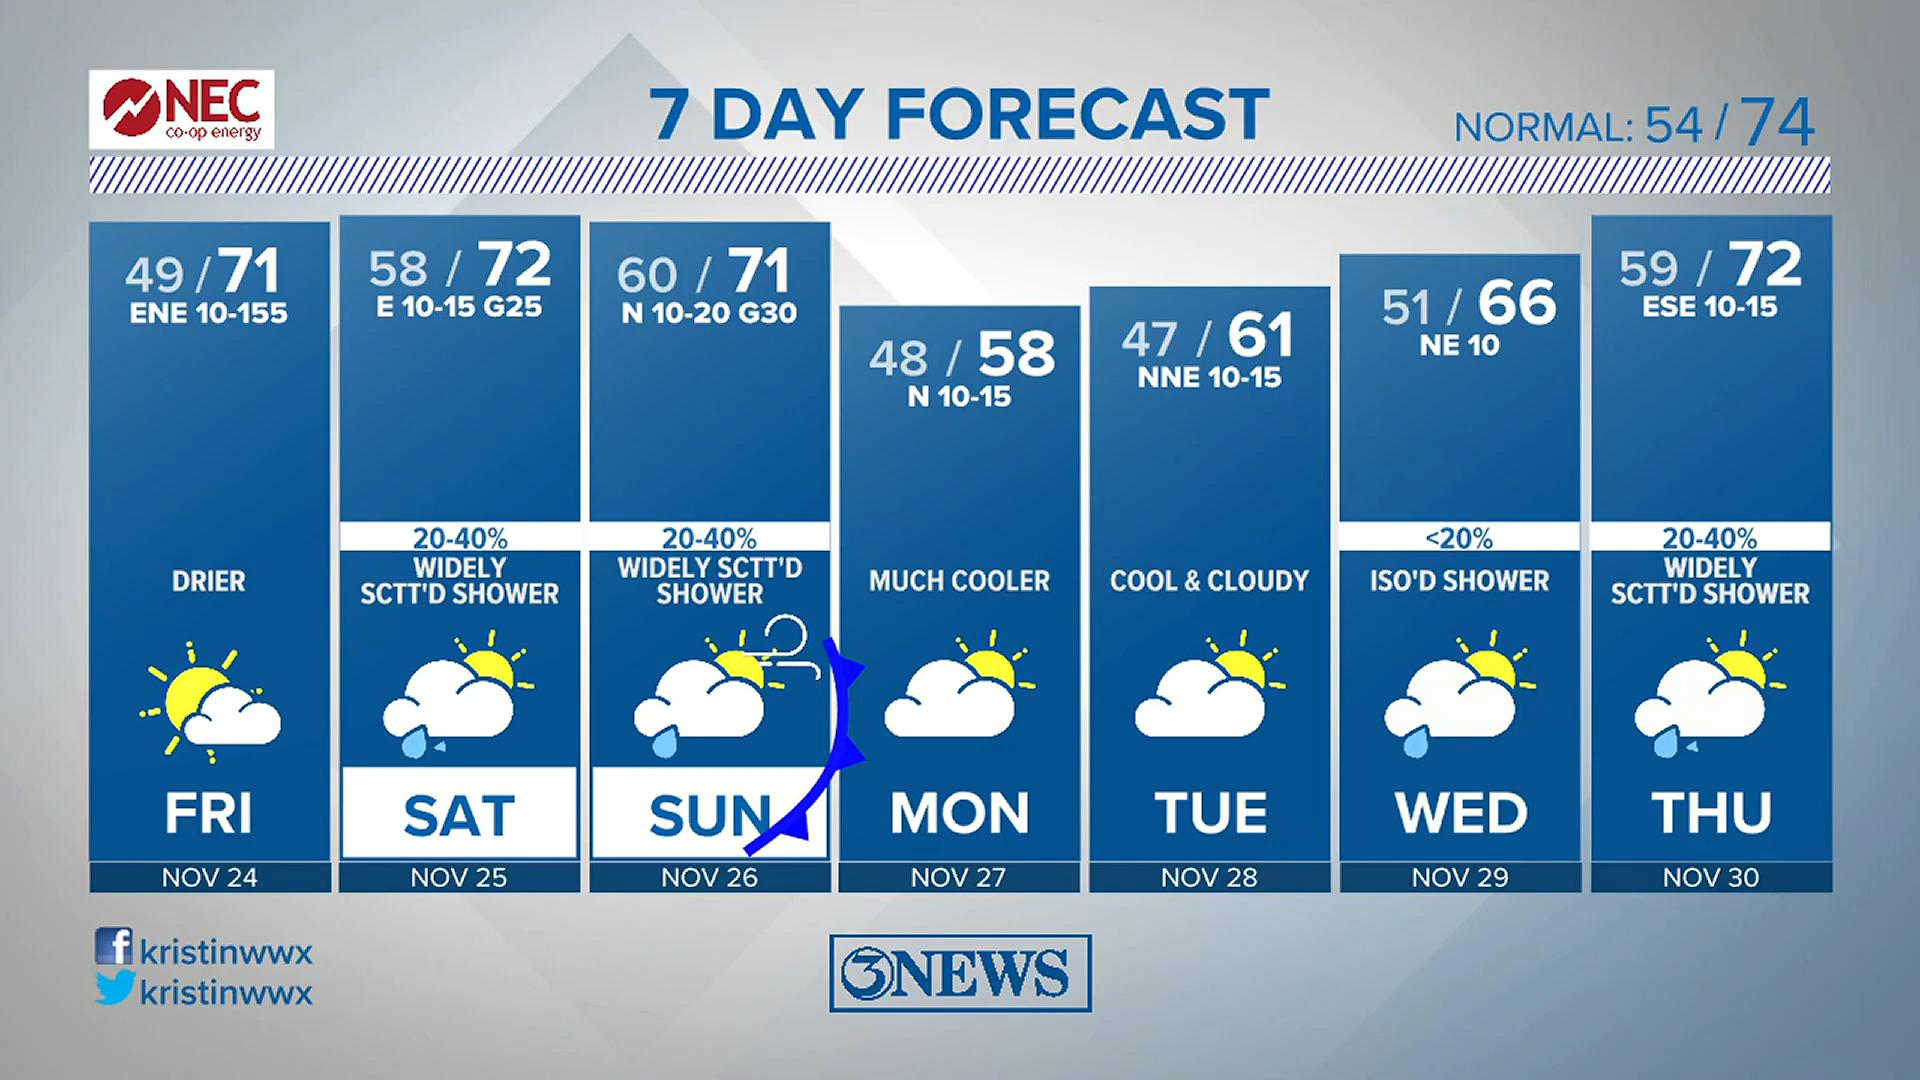 NEC
co-op energy
7 DAY FORECAST
NORMAL: 54 / 74
49 / 71
ENE 10-155
DRIER
FRI
NOV 24
58 / 72
E 10-15 G25
20-40%
WIDELY
SCTT'D SHOWER
SAT
NOV 25
60 / 71
N 10-20 G30
20-40%
WIDELY SCTT'D
SHOWER
SUN
NOV 26
48 / 58
N 10-15
MUCH COOLER
MON
NOV 27
47 / 61
NNE 10-15
COOL & CLOUDY
TUE
NOV 28
51 / 66
NE 10
<20%
ISO'D SHOWER
WED
NOV 29
59 / 72
ESE 10-15
20-40%
WIDELY
SCTT'D SHOWER
THU
NOV 30
f kristinwwx
kristinwwx
3NEWS